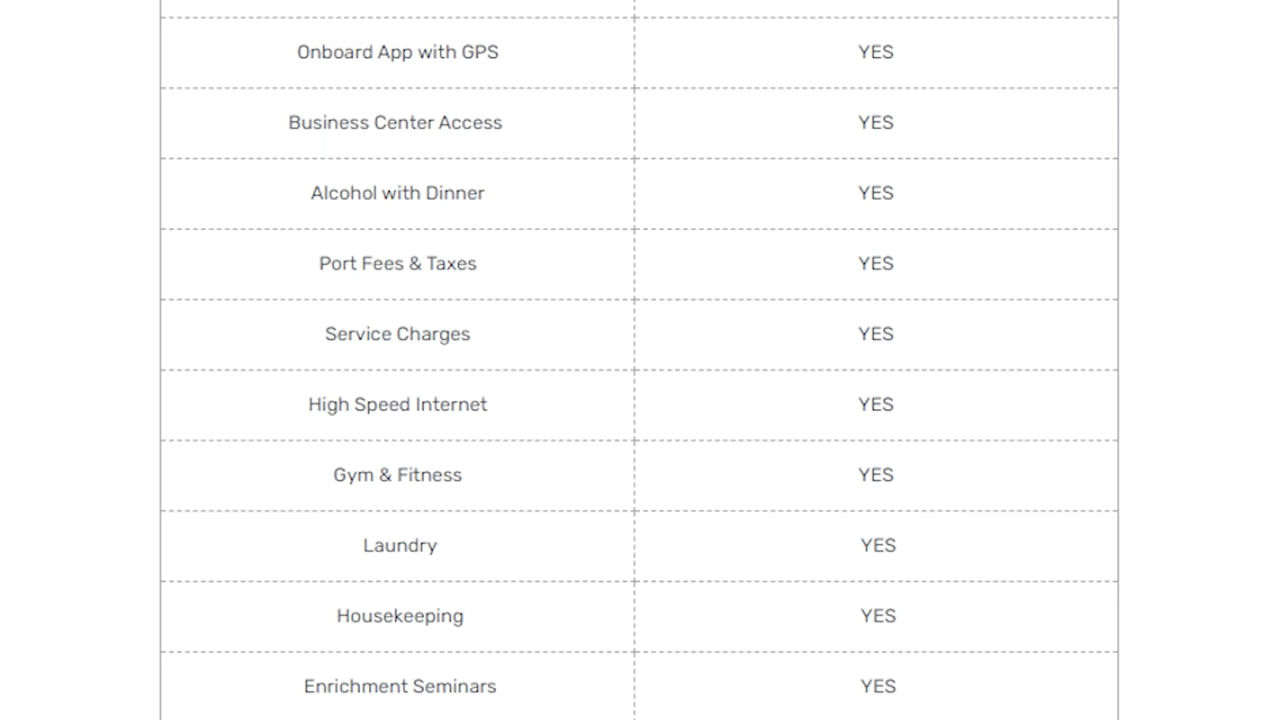 Onboard App with GPS YES
Business Center Access YES
Alcohol with Dinner YES
Port Fees & Taxes YES
Service Charges YES
High Speed Internet YES
Gym & Fitness YES
Laundry YES
Housekeeping YES
Enrichment Seminars YES